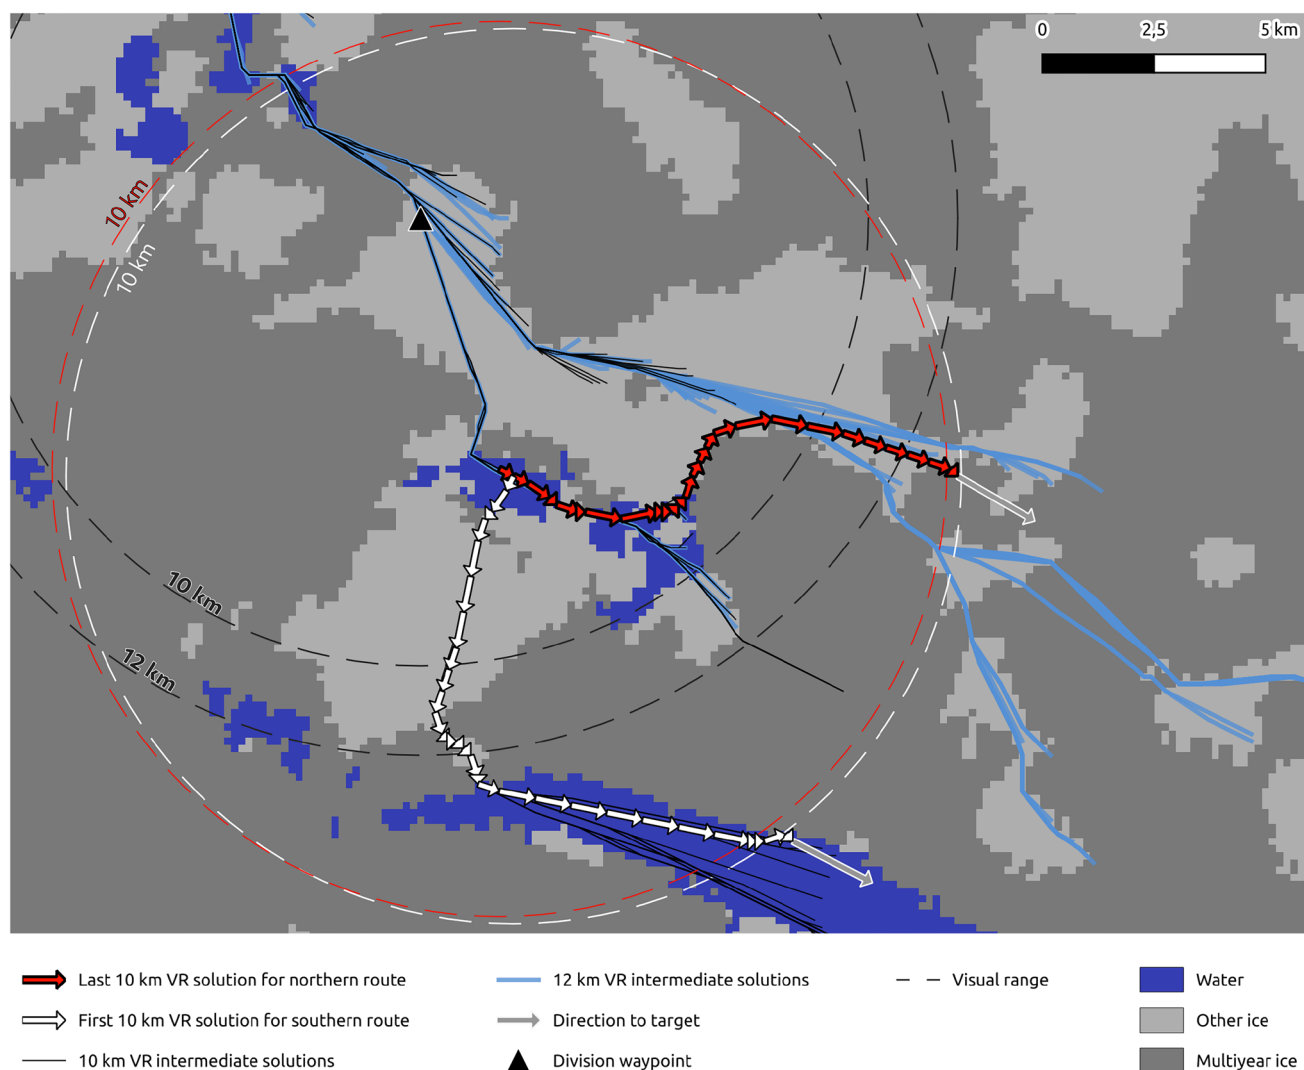 0 2,5 5 km
10 km
10 km
10 km
12 km
Last 10 km VR solution for northern route
First 10 km VR solution for southern route
10 km VR intermediate solutions
12 km VR intermediate solutions
Direction to target
Division waypoint
Visual range
Water
Other ice
Multiyear ice